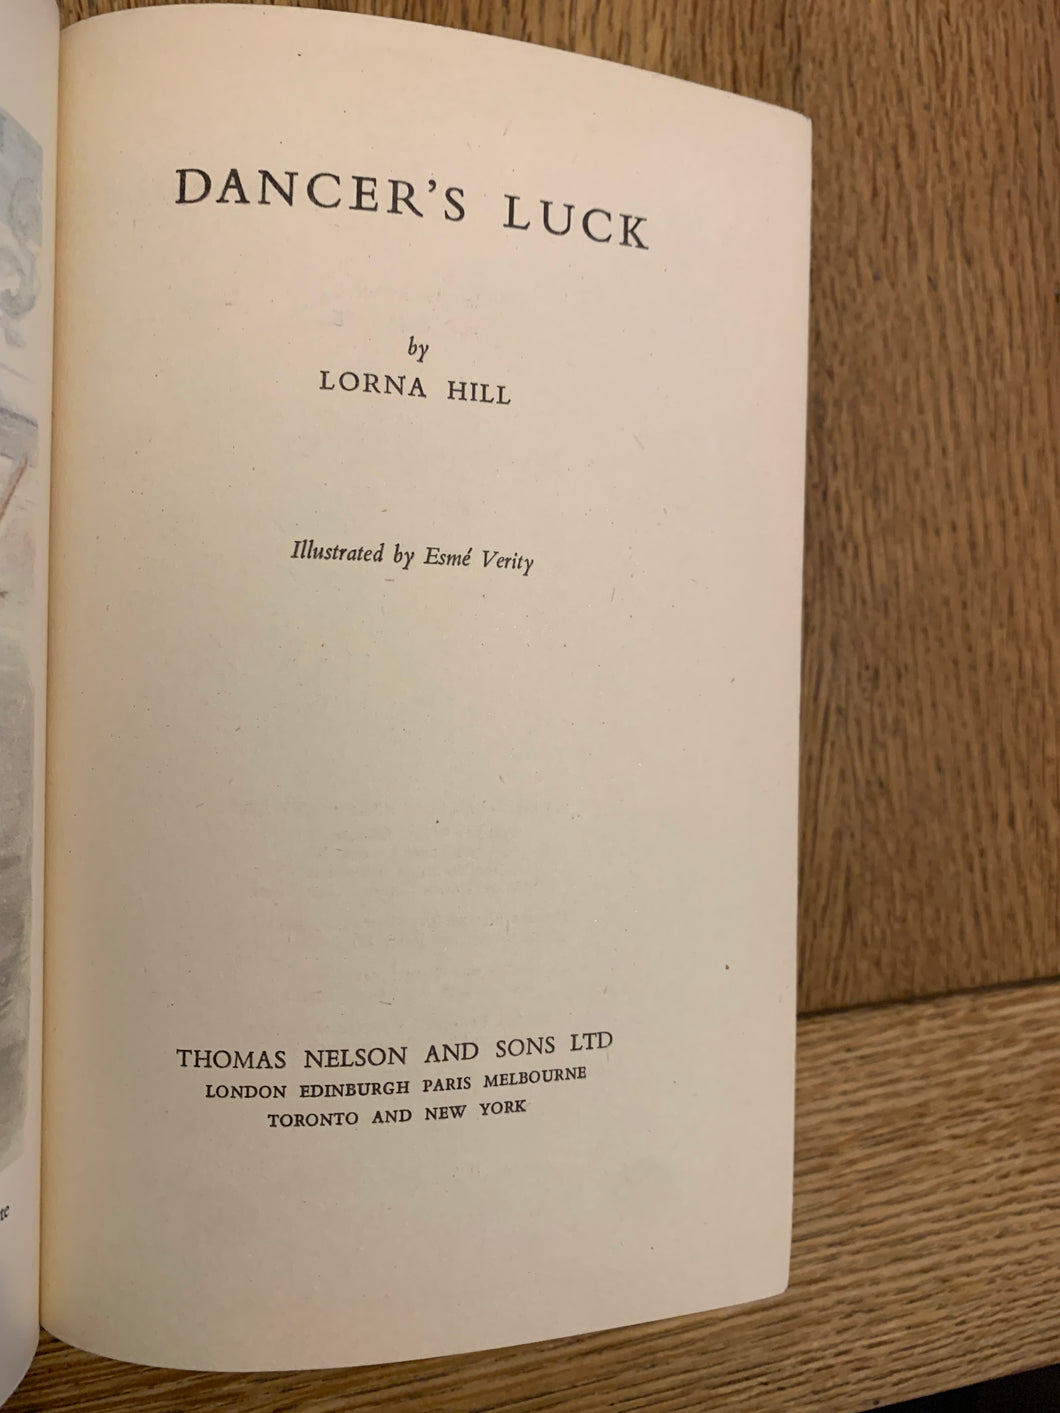 DANCER'S LUCK
by
LORNA HILL
Illustrated by Esmé Verity
THOMAS NELSON AND SONS LTD
LONDON EDINBURGH PARIS MELBOURNE
TORONTO AND NEW YORK